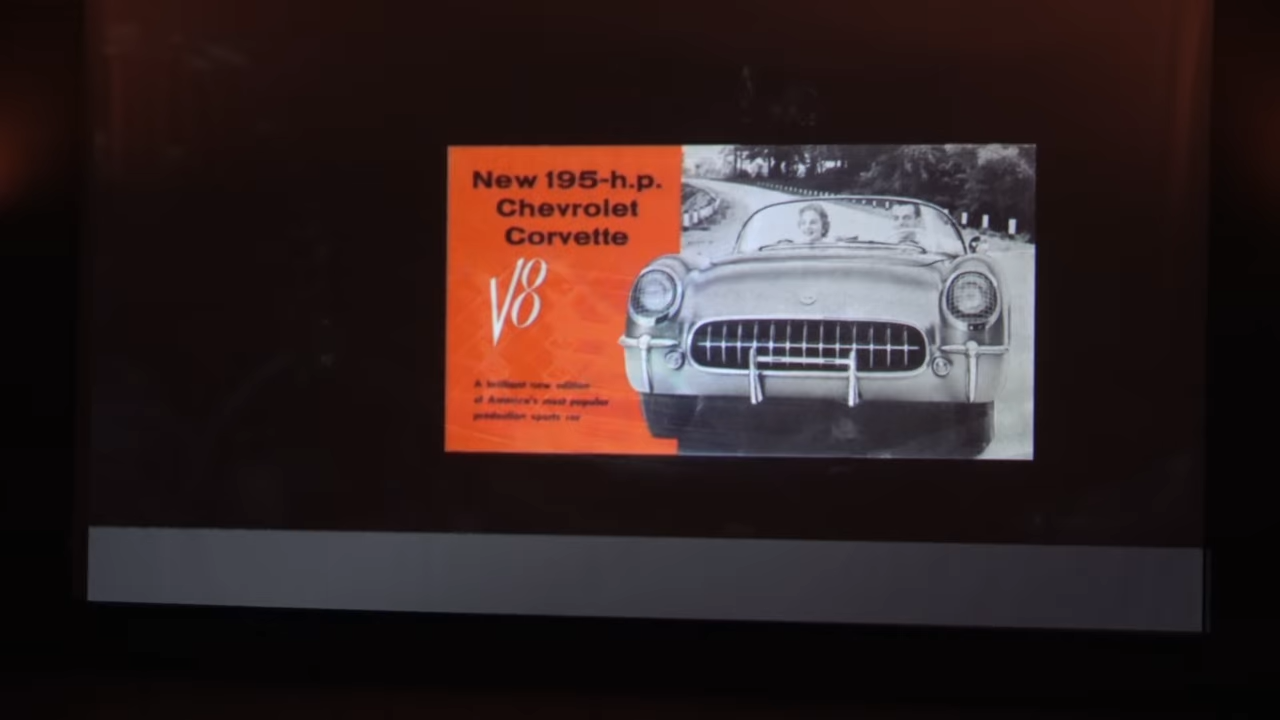 New 195-h.p.
Chevrolet
Corvette
V8
A brilliant new edition
of America's most popular
production sports car